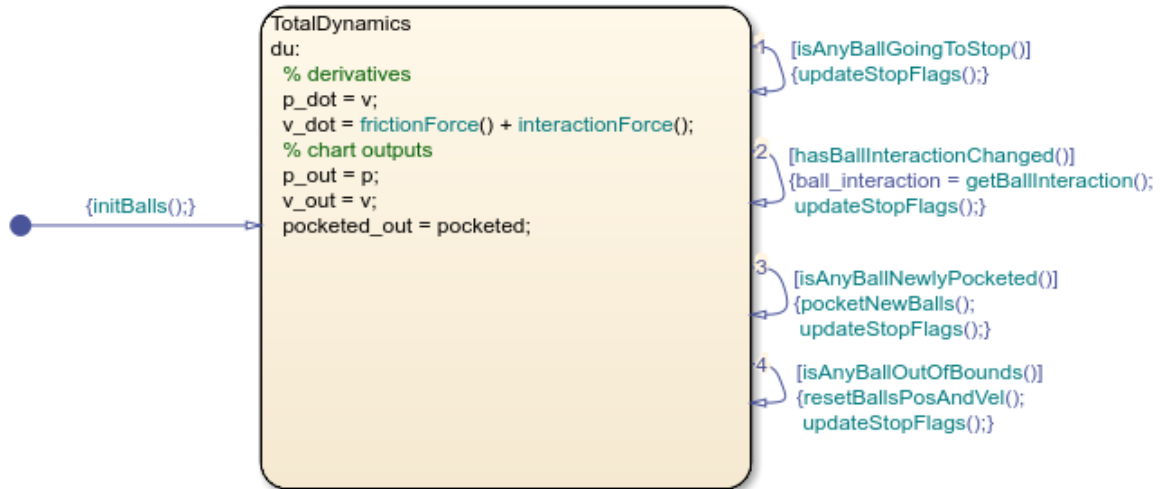 TotalDynamics
du:
% derivatives
p_dot = v;
v_dot = frictionForce() + interactionForce();
% chart outputs
p_out = p;
v_out = v;
pocketed_out = pocketed;
{initBalls();}
1
[isAnyBallGoingToStop()]
{updateStopFlags();}
2
[hasBallInteractionChanged()]
{ball_interaction = getBallInteraction();
updateStopFlags();}
3
[isAnyBallNewlyPocketed()]
{pocketNewBalls();
updateStopFlags();}
4
[isAnyBallOutOfBounds()]
{resetBallsPosAndVel();
updateStopFlags();}